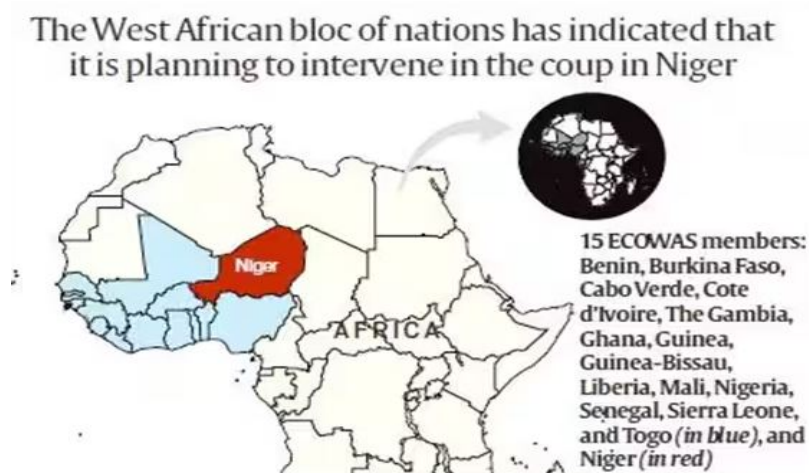 The West African bloc of nations has indicated that
it is planning to intervene in the coup in Niger
Niger
AFRICA
15 ECOWAS members:
Benin, Burkina Faso,
Cabo Verde, Cote
d'Ivoire, The Gambia,
Ghana, Guinea,
Guinea-Bissau,
Liberia, Mali, Nigeria,
Senegal, Sierra Leone,
and Togo (in blue), and
Niger (in red)